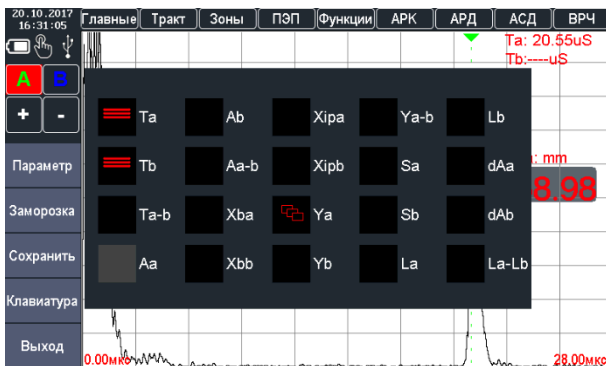 20.10.2017
16:31:05
Главные Тракт Зоны ПЭП Функции АРК АРД АСД ВРЧ
Ta: 20.55uS
Tb:----uS
A B
+ -
Ta Ab Xipa Ya-b Lb
: mm
Параметр Tb Aa-b Xipb Sa dAa
8.98
Заморозка Ta-b Xba Ya Sb dAb
Сохранить Aa Xbb Yb La La-Lb
Клавиатура
Выход
0.00мкс 28.00мкс